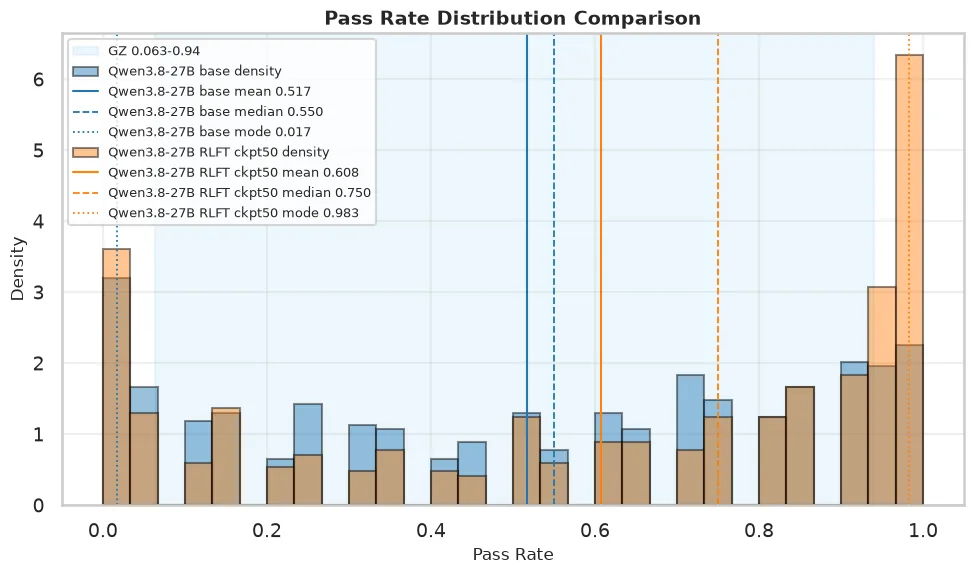 Pass Rate Distribution Comparison
GZ 0.063-0.94
Qwen3.8-27B base density
Qwen3.8-27B base mean 0.517
Qwen3.8-27B base median 0.550
Qwen3.8-27B base mode 0.017
Qwen3.8-27B RLFT ckpt50 density
Qwen3.8-27B RLFT ckpt50 mean 0.608
Qwen3.8-27B RLFT ckpt50 median 0.750
Qwen3.8-27B RLFT ckpt50 mode 0.983
Density
6
5
4
3
2
1
0
0.0 0.2 0.4 0.6 0.8 1.0
Pass Rate